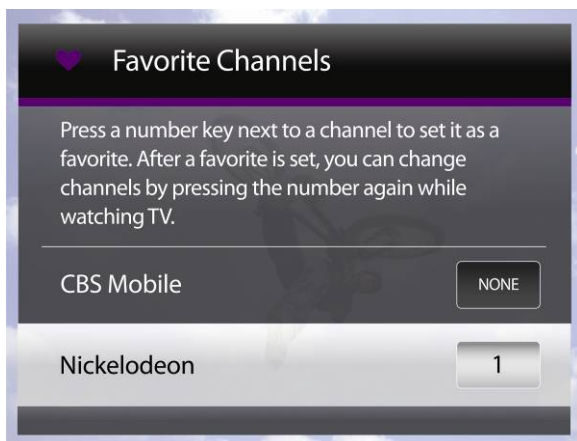 Favorite Channels
Press a number key next to a channel to set it as a
favorite. After a favorite is set, you can change
channels by pressing the number again while
watching TV.
CBS Mobile NONE
Nickelodeon 1